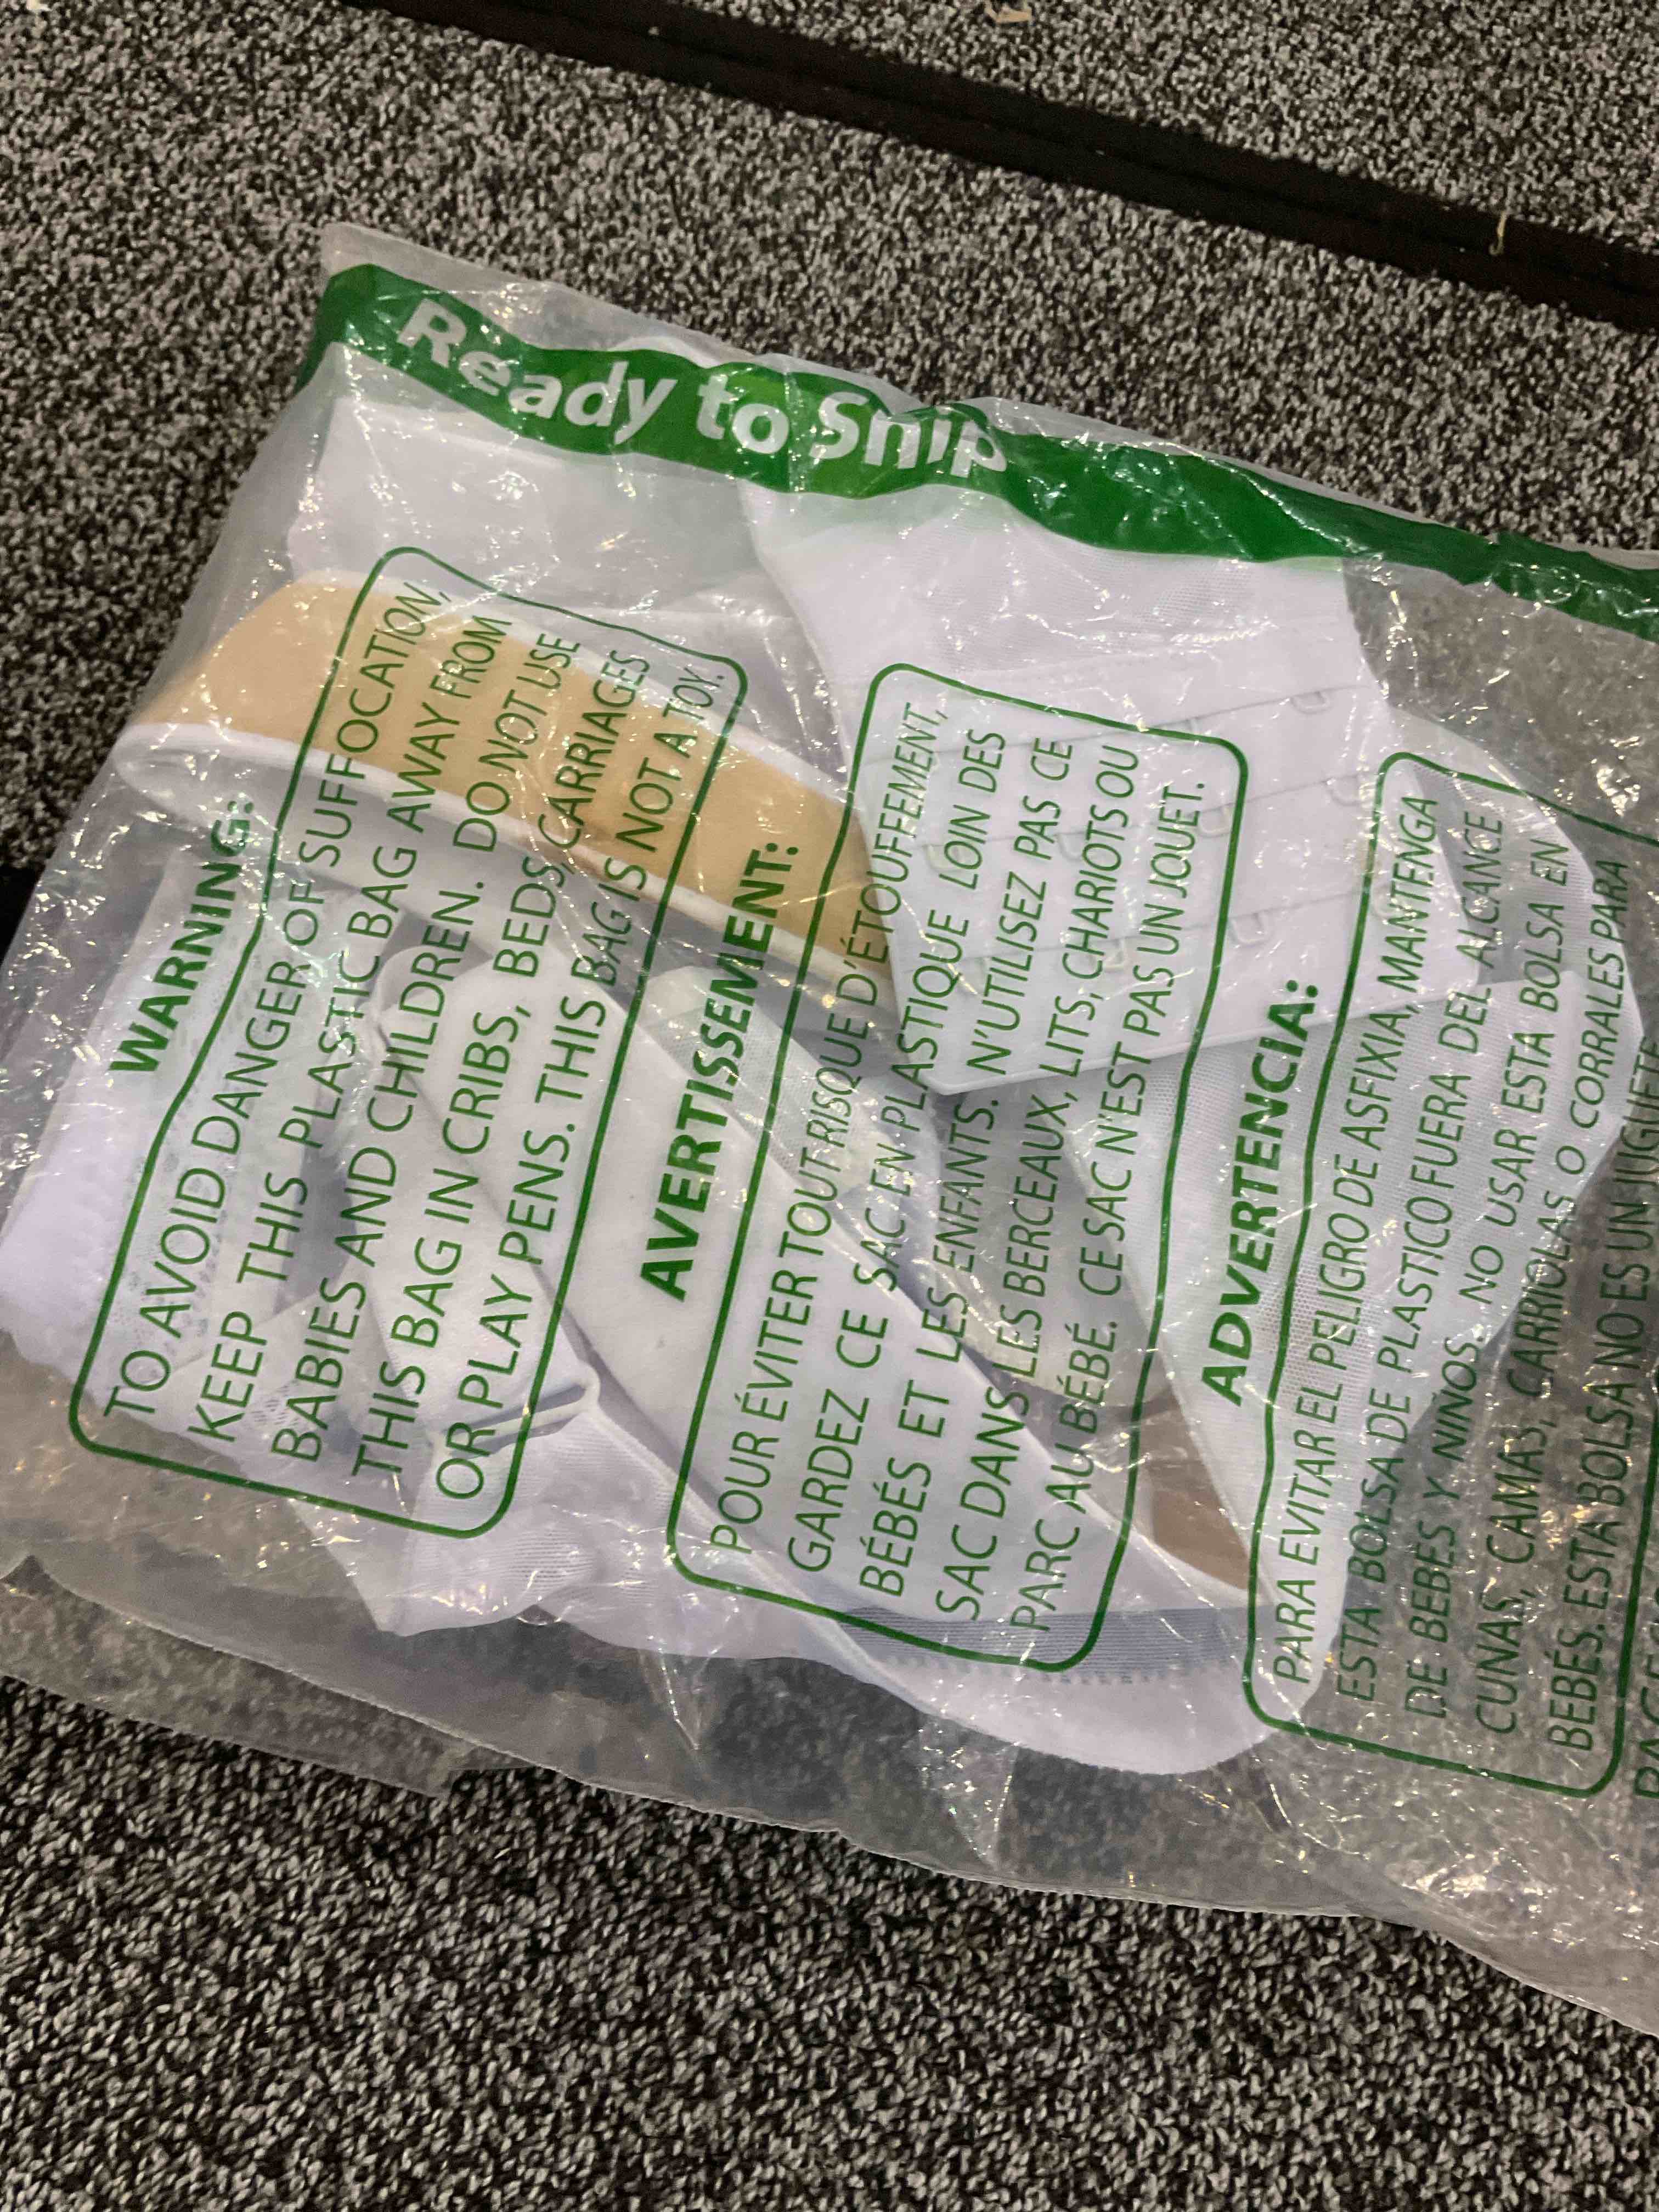 Ready to Snip
WARNING:
TO AVOID DANGER OF SUFFOCATION,
KEEP THIS PLASTIC BAG AWAY FROM
BABIES AND CHILDREN. DO NOT USE
THIS BAG IN CRIBS, BEDS, CARRIAGES
OR PLAY PENS. THIS BAG IS NOT A TOY.
AVERTISSEMENT:
POUR ÉVITER TOUT RISQUE D'ÉTOUFFEMENT,
GARDEZ CE SAC EN PLASTIQUE LOIN DES
BÉBÉS ET LES ENFANTS. N'UTILISEZ PAS CE
SAC DANS LES BERCEAUX, LITS, CHARIOTS OU
PARC AU BÉBÉ. CE SAC N'EST PAS UN JOQUET.
ADVERTENCIA:
PARA EVITAR EL PELIGRO DE ASFIXIA, MANTENGA
ESTA BOLSA DE PLASTICO FUERA DEL ALCANCE
DE BEBES Y NIÑOS. NO USAR ESTA BOLSA EN
CUNAS, CAMAS, CARRIOLAS O CORRALES PARA
BEBÉS. ESTA BOLSA NO ES UN JUGUETE